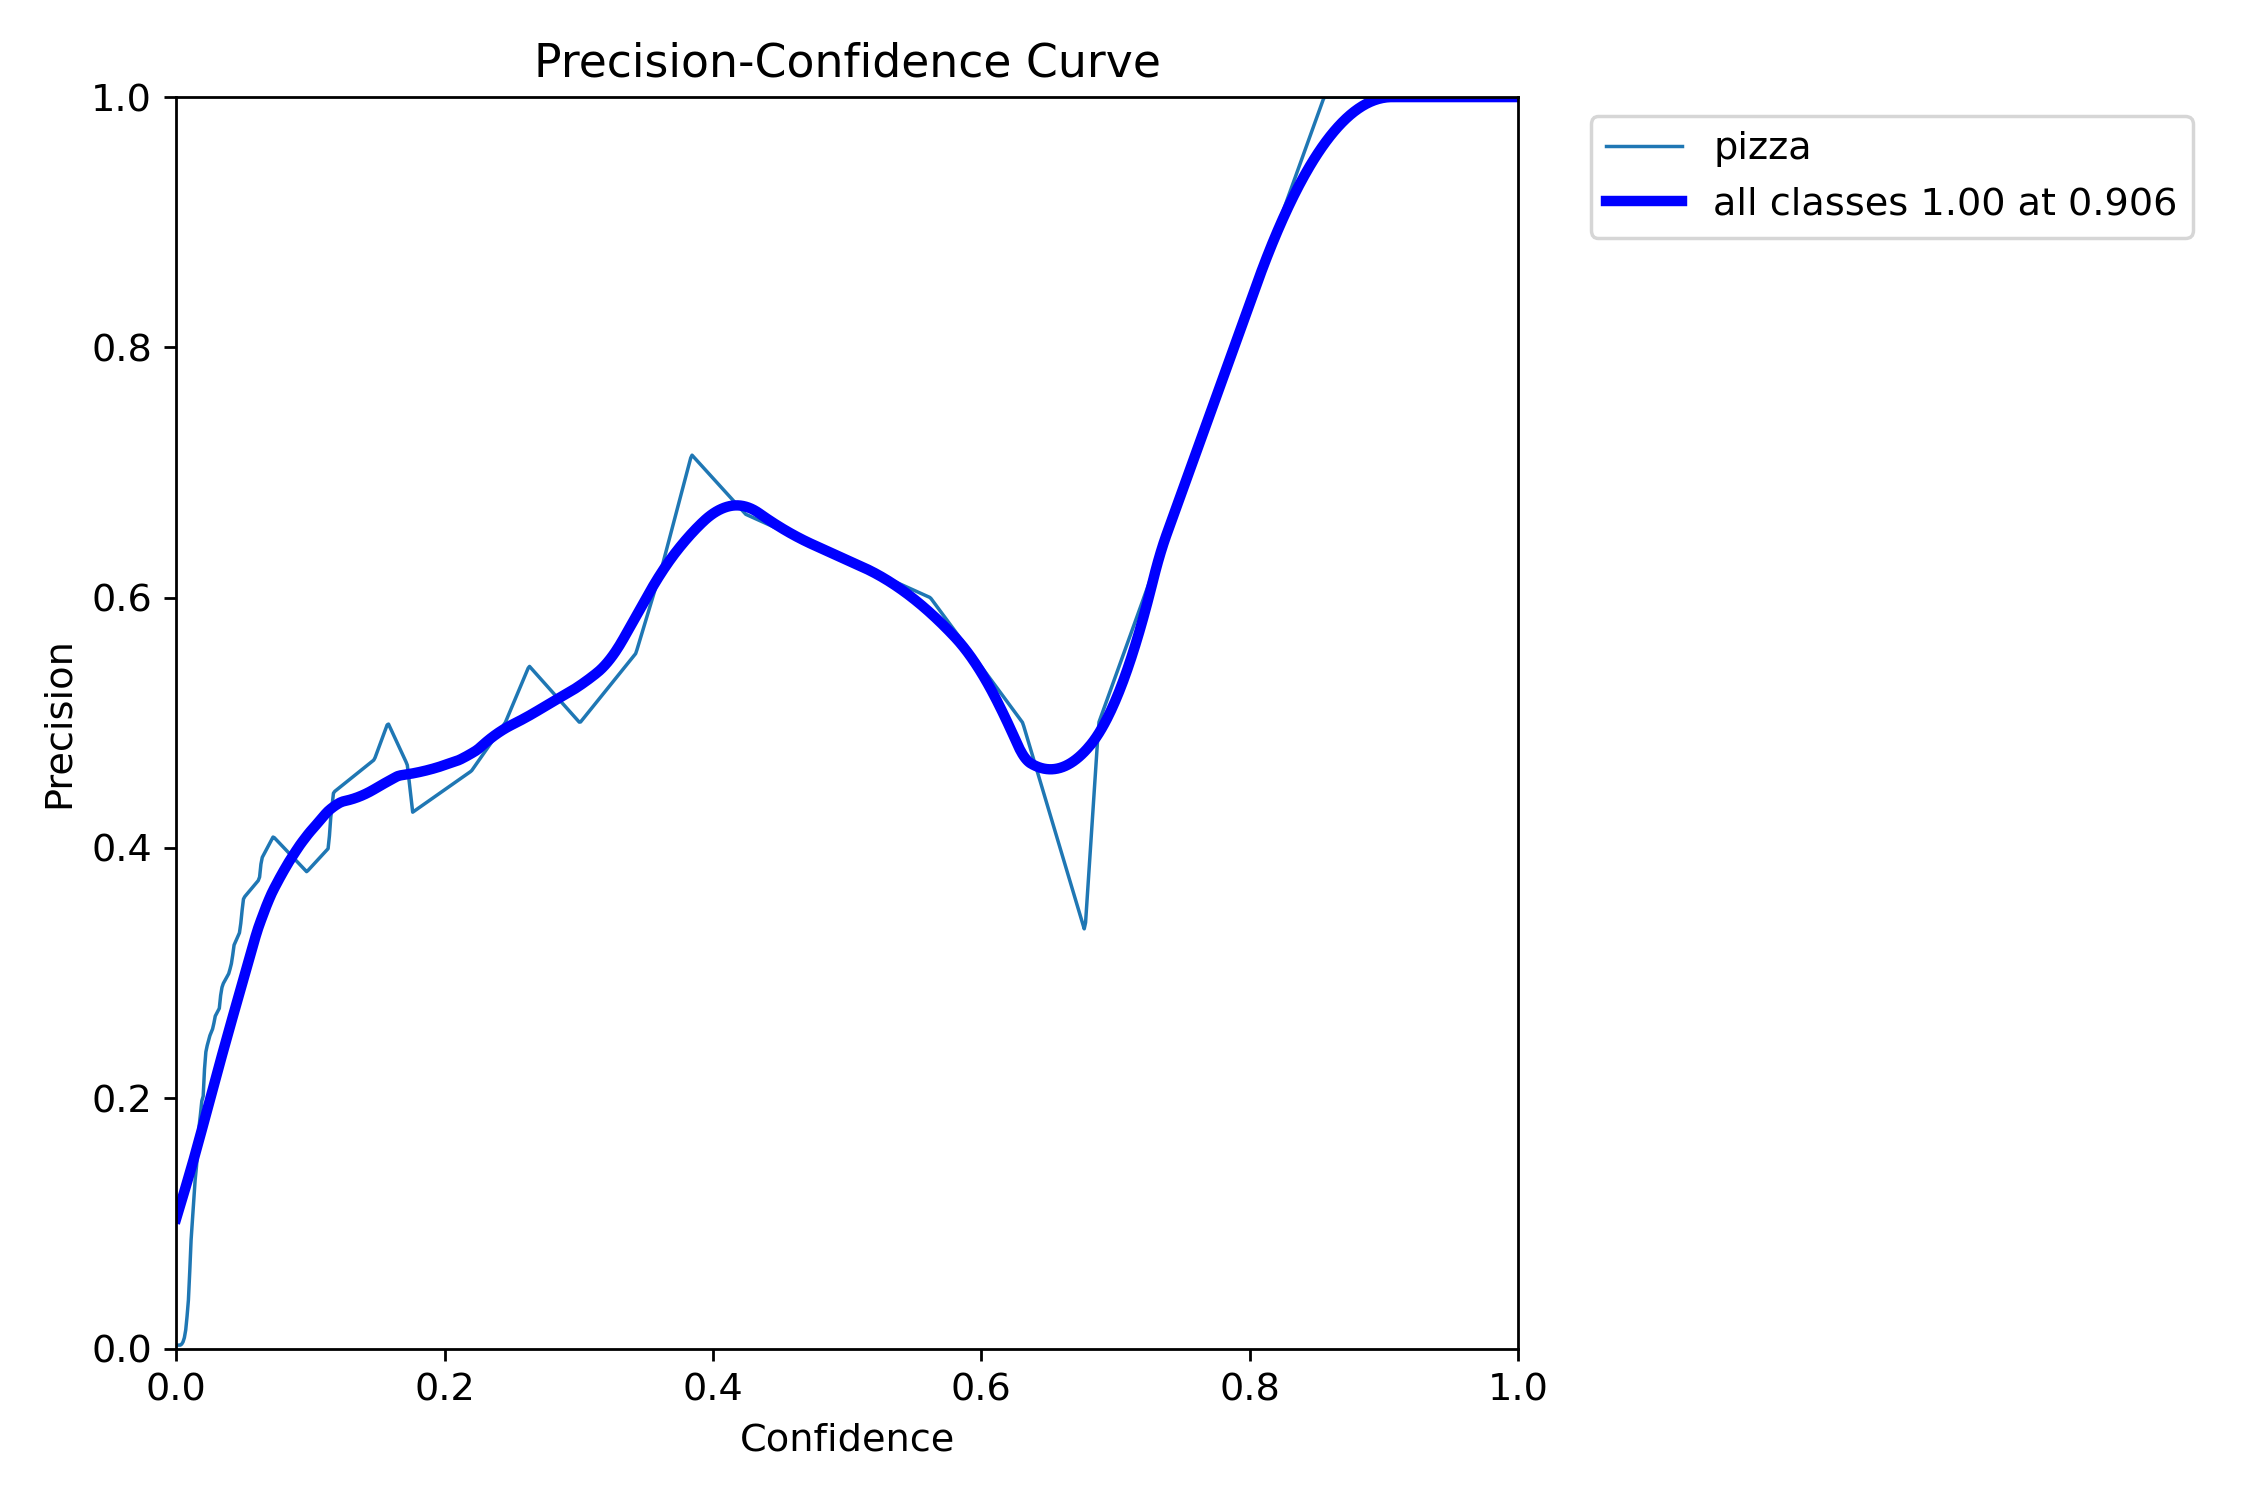 Precision-Confidence Curve
pizza
all classes 1.00 at 0.906
Precision
1.0
0.8
0.6
0.4
0.2
0.0
0.0 0.2 0.4 0.6 0.8 1.0
Confidence